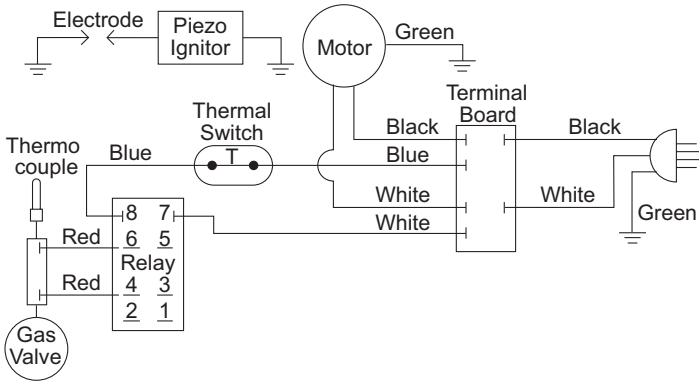 Electrode
Piezo
Ignitor
Motor
Green
Thermal
Switch
T
Terminal
Board
Thermo
couple
Blue
Black
Blue
White
White
Black
White
Green
8 7
6 5
Relay
4 3
2 1
Red
Red
Gas
Valve